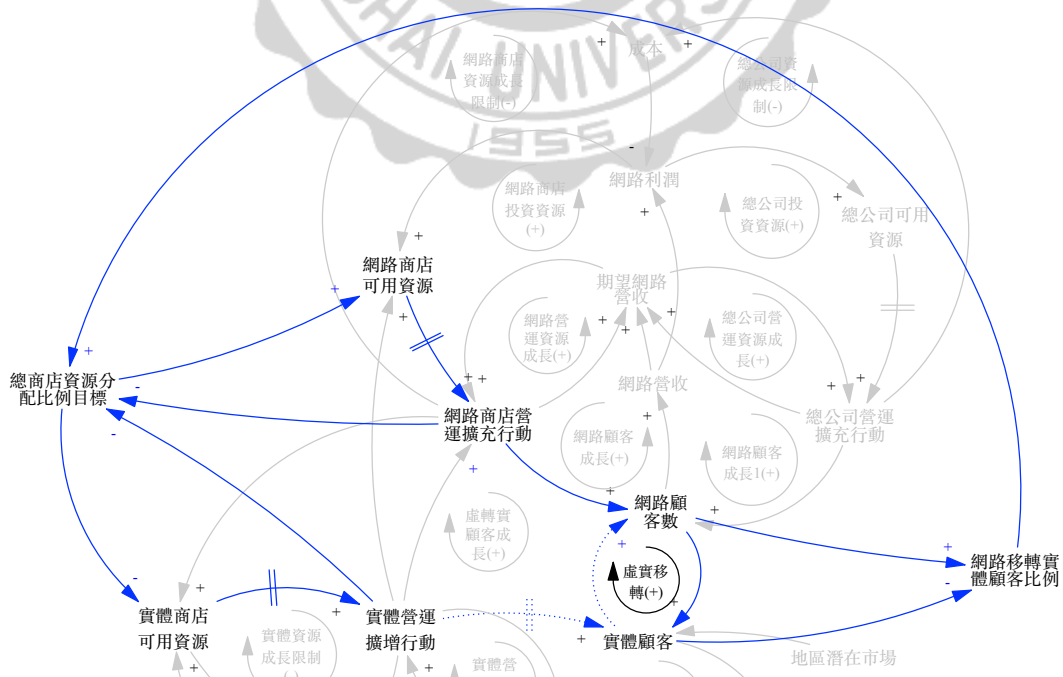 成本
網路商店
資源成長
限制(-)
總公司資
源成長限
制(-)
UNIVERS
1955
網路利潤
網路商店
投資資源
(+)
總公司投
資資源(+)
總公司可用
資源
網路商店
可用資源
期望網路
營收
網路營
運資源
成長(+)
總公司營
運資源成
長(+)
總商店資源分
配比例目標
網路營收
網路商店營
運擴充行動
總公司營運
擴充行動
網路顧客
成長(+)
網路顧客
成長1(+)
虛轉實
顧客成
長(+)
網路顧
客數
虛實移
轉(+)
網路移轉實
體顧客比例
實體商店
可用資源
實體營運
擴增行動
實體顧客
實體資源
成長限制
(-)
實體營
地區潛在市場